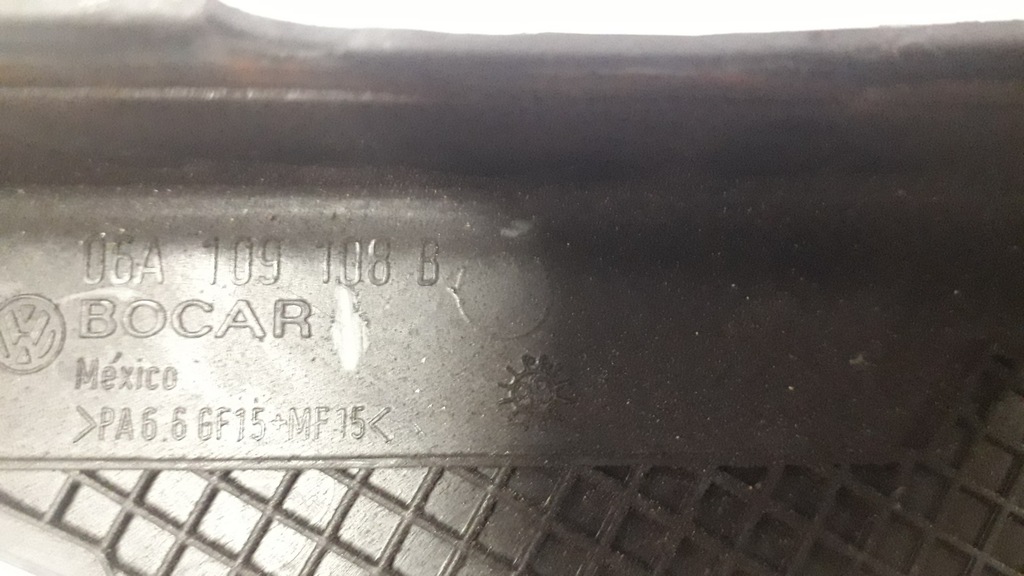 06A 109 108 B
BOCAR
México
>PA6.6 GF15+MF15<